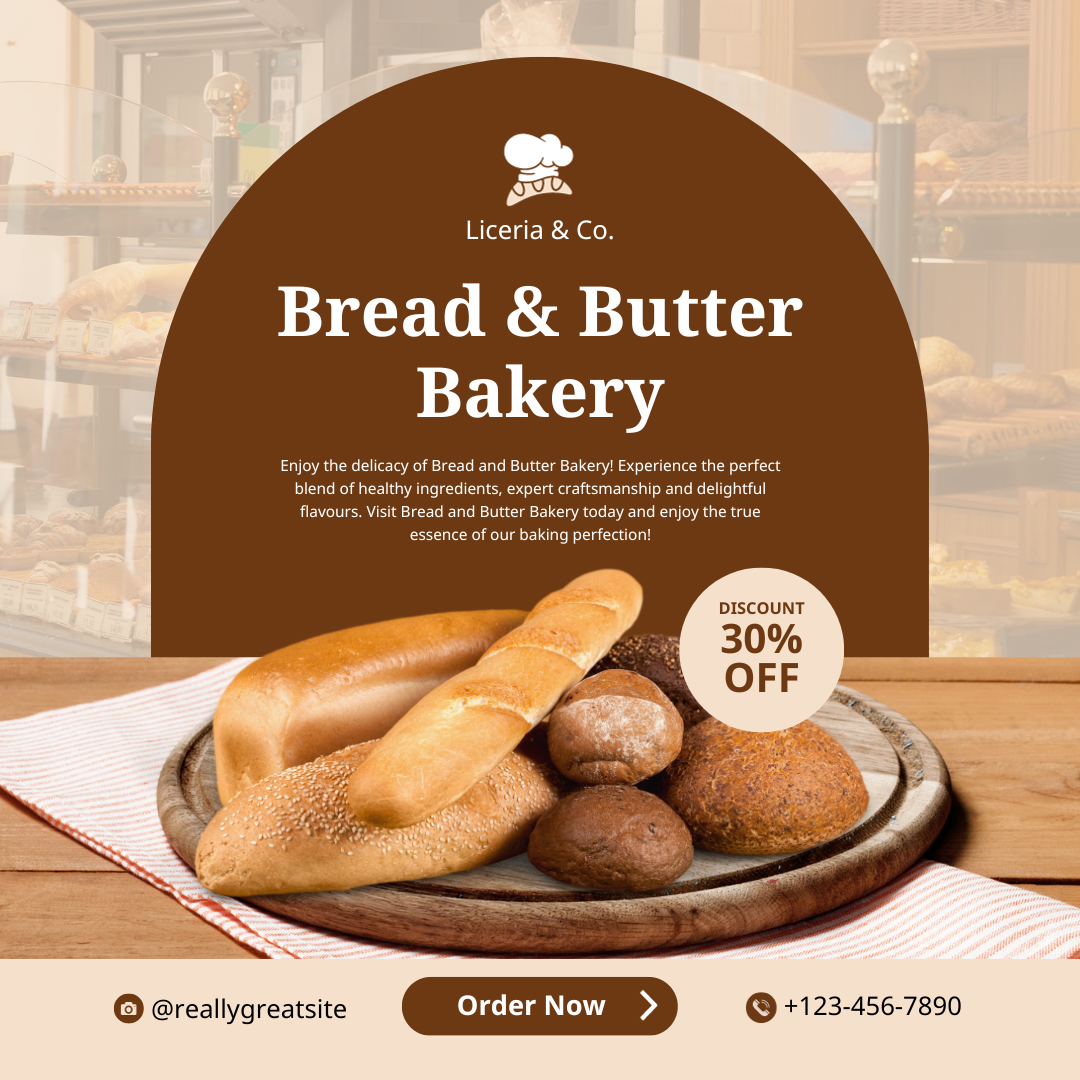 Liceria & Co.
Bread & Butter
Bakery
Enjoy the delicacy of Bread and Butter Bakery! Experience the perfect
blend of healthy ingredients, expert craftsmanship and delightful
flavours. Visit Bread and Butter Bakery today and enjoy the true
essence of our baking perfection!
DISCOUNT
30%
OFF
@reallygreatsite
Order Now
+123-456-7890